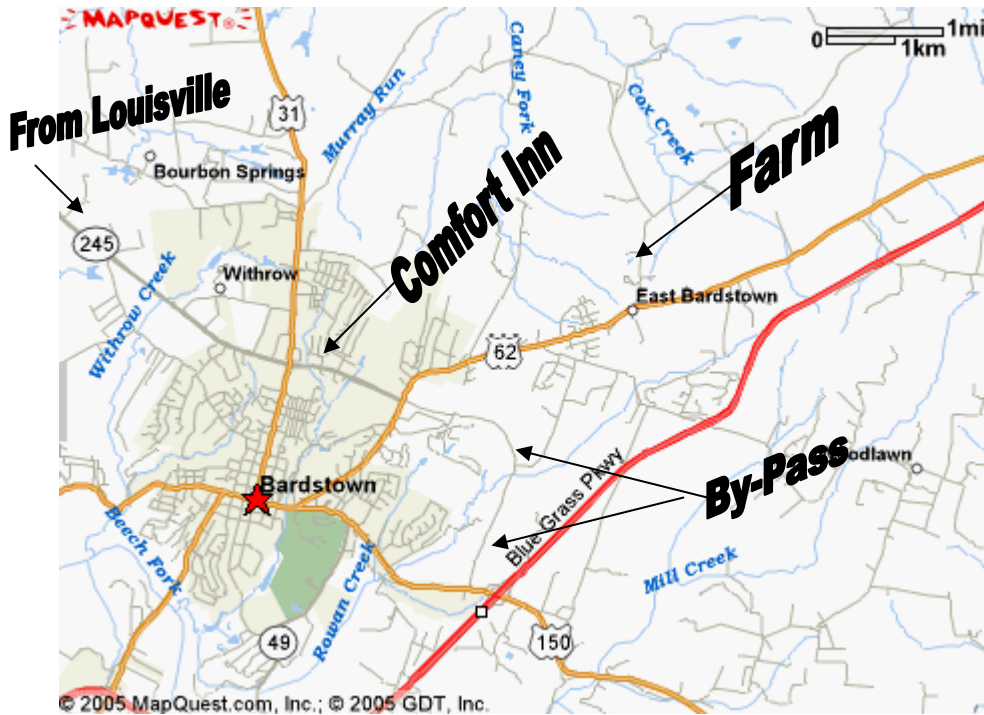 MAPQUEST®
0 1mi
1km
From Louisville
31
Murray Run
Caney Fork
Cox Creek
Farm
Bourbon Springs
Comfort Inn
245
Withrow
Withrow Creek
East Bardstown
62
By-Pass
Bardstown
Blue Grass Pkwy
Beech Fork
Rowan Creek
Mill Creek
49
150
© 2005 MapQuest.com, Inc.; © 2005 GDT, Inc.